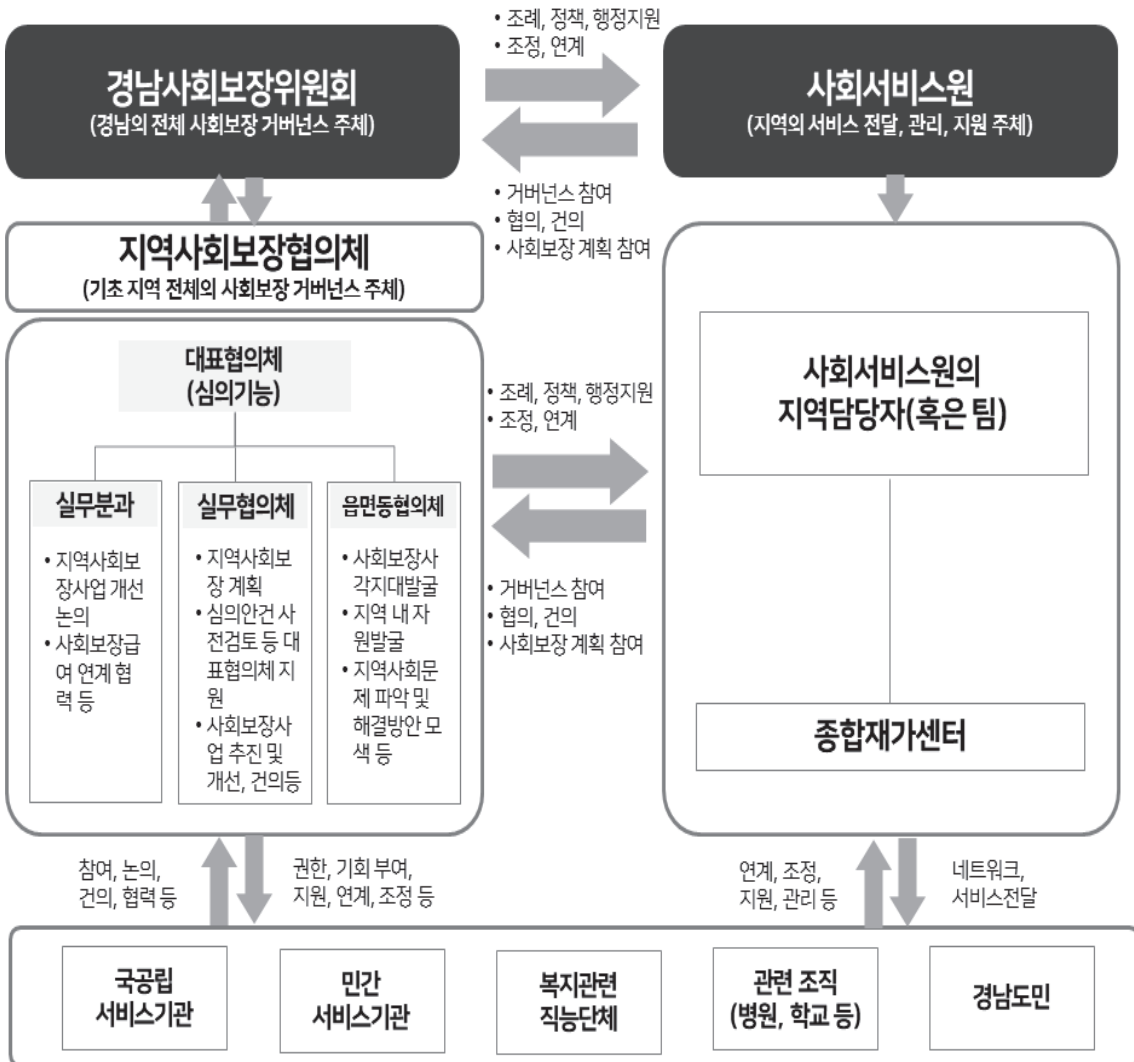 경남사회보장위원회
(경남의 전체 사회보장 거버넌스 주체)
• 조례, 정책, 행정지원
• 조정, 연계
사회서비스원
(지역의 서비스 전달, 관리, 지원 주체)
• 거버넌스 참여
• 협의, 건의
• 사회보장 계획 참여
지역사회보장협의체
(기초 지역 전체의 사회보장 거버넌스 주체)
대표협의체
(심의기능)
실무분과
• 지역사회보
장사업 개선
논의
• 사회보장급
여 연계 협
력 등
실무협의체
• 지역사회보
장 계획
• 심의안건 사
전검토 등 대
표협의체 지
원
• 사회보장사
업 추진 및
개선, 건의등
읍면동협의체
• 사회보장사
각지대발굴
• 지역 내 자
원발굴
• 지역사회문
제 파악 및
해결방안 모
색 등
• 조례, 정책, 행정지원
• 조정, 연계
• 거버넌스 참여
• 협의, 건의
• 사회보장 계획 참여
사회서비스원의
지역담당자(혹은 팀)
종합재가센터
참여, 논의,
건의, 협력 등
권한, 기회 부여,
지원, 연계, 조정 등
연계, 조정,
지원, 관리 등
네트워크,
서비스전달
국공립
서비스기관
민간
서비스기관
복지관련
직능단체
관련 조직
(병원, 학교 등)
경남도민